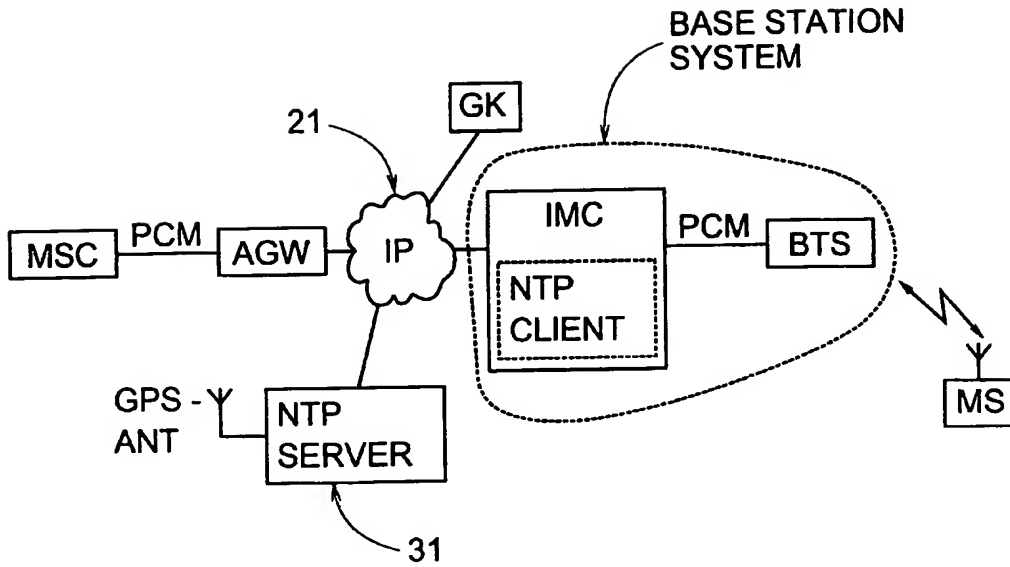 BASE STATION
SYSTEM
GK
21
IMC
PCM
PCM
MSC
AGW
IP
BTS
NTP
CLIENT
GPS -
ANT
NTP
SERVER
MS
31